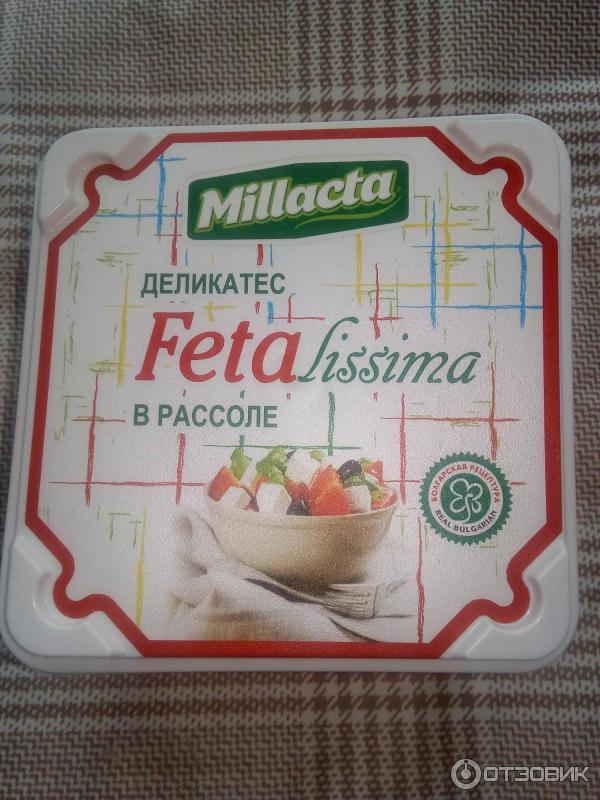 Millacta
ДЕЛИКАТЕС
Fetalissima
В РАССОЛЕ
БОЛГАРСКАЯ РЕЦЕПТУРА
REAL BULGARIAN
ОТЗОВИК